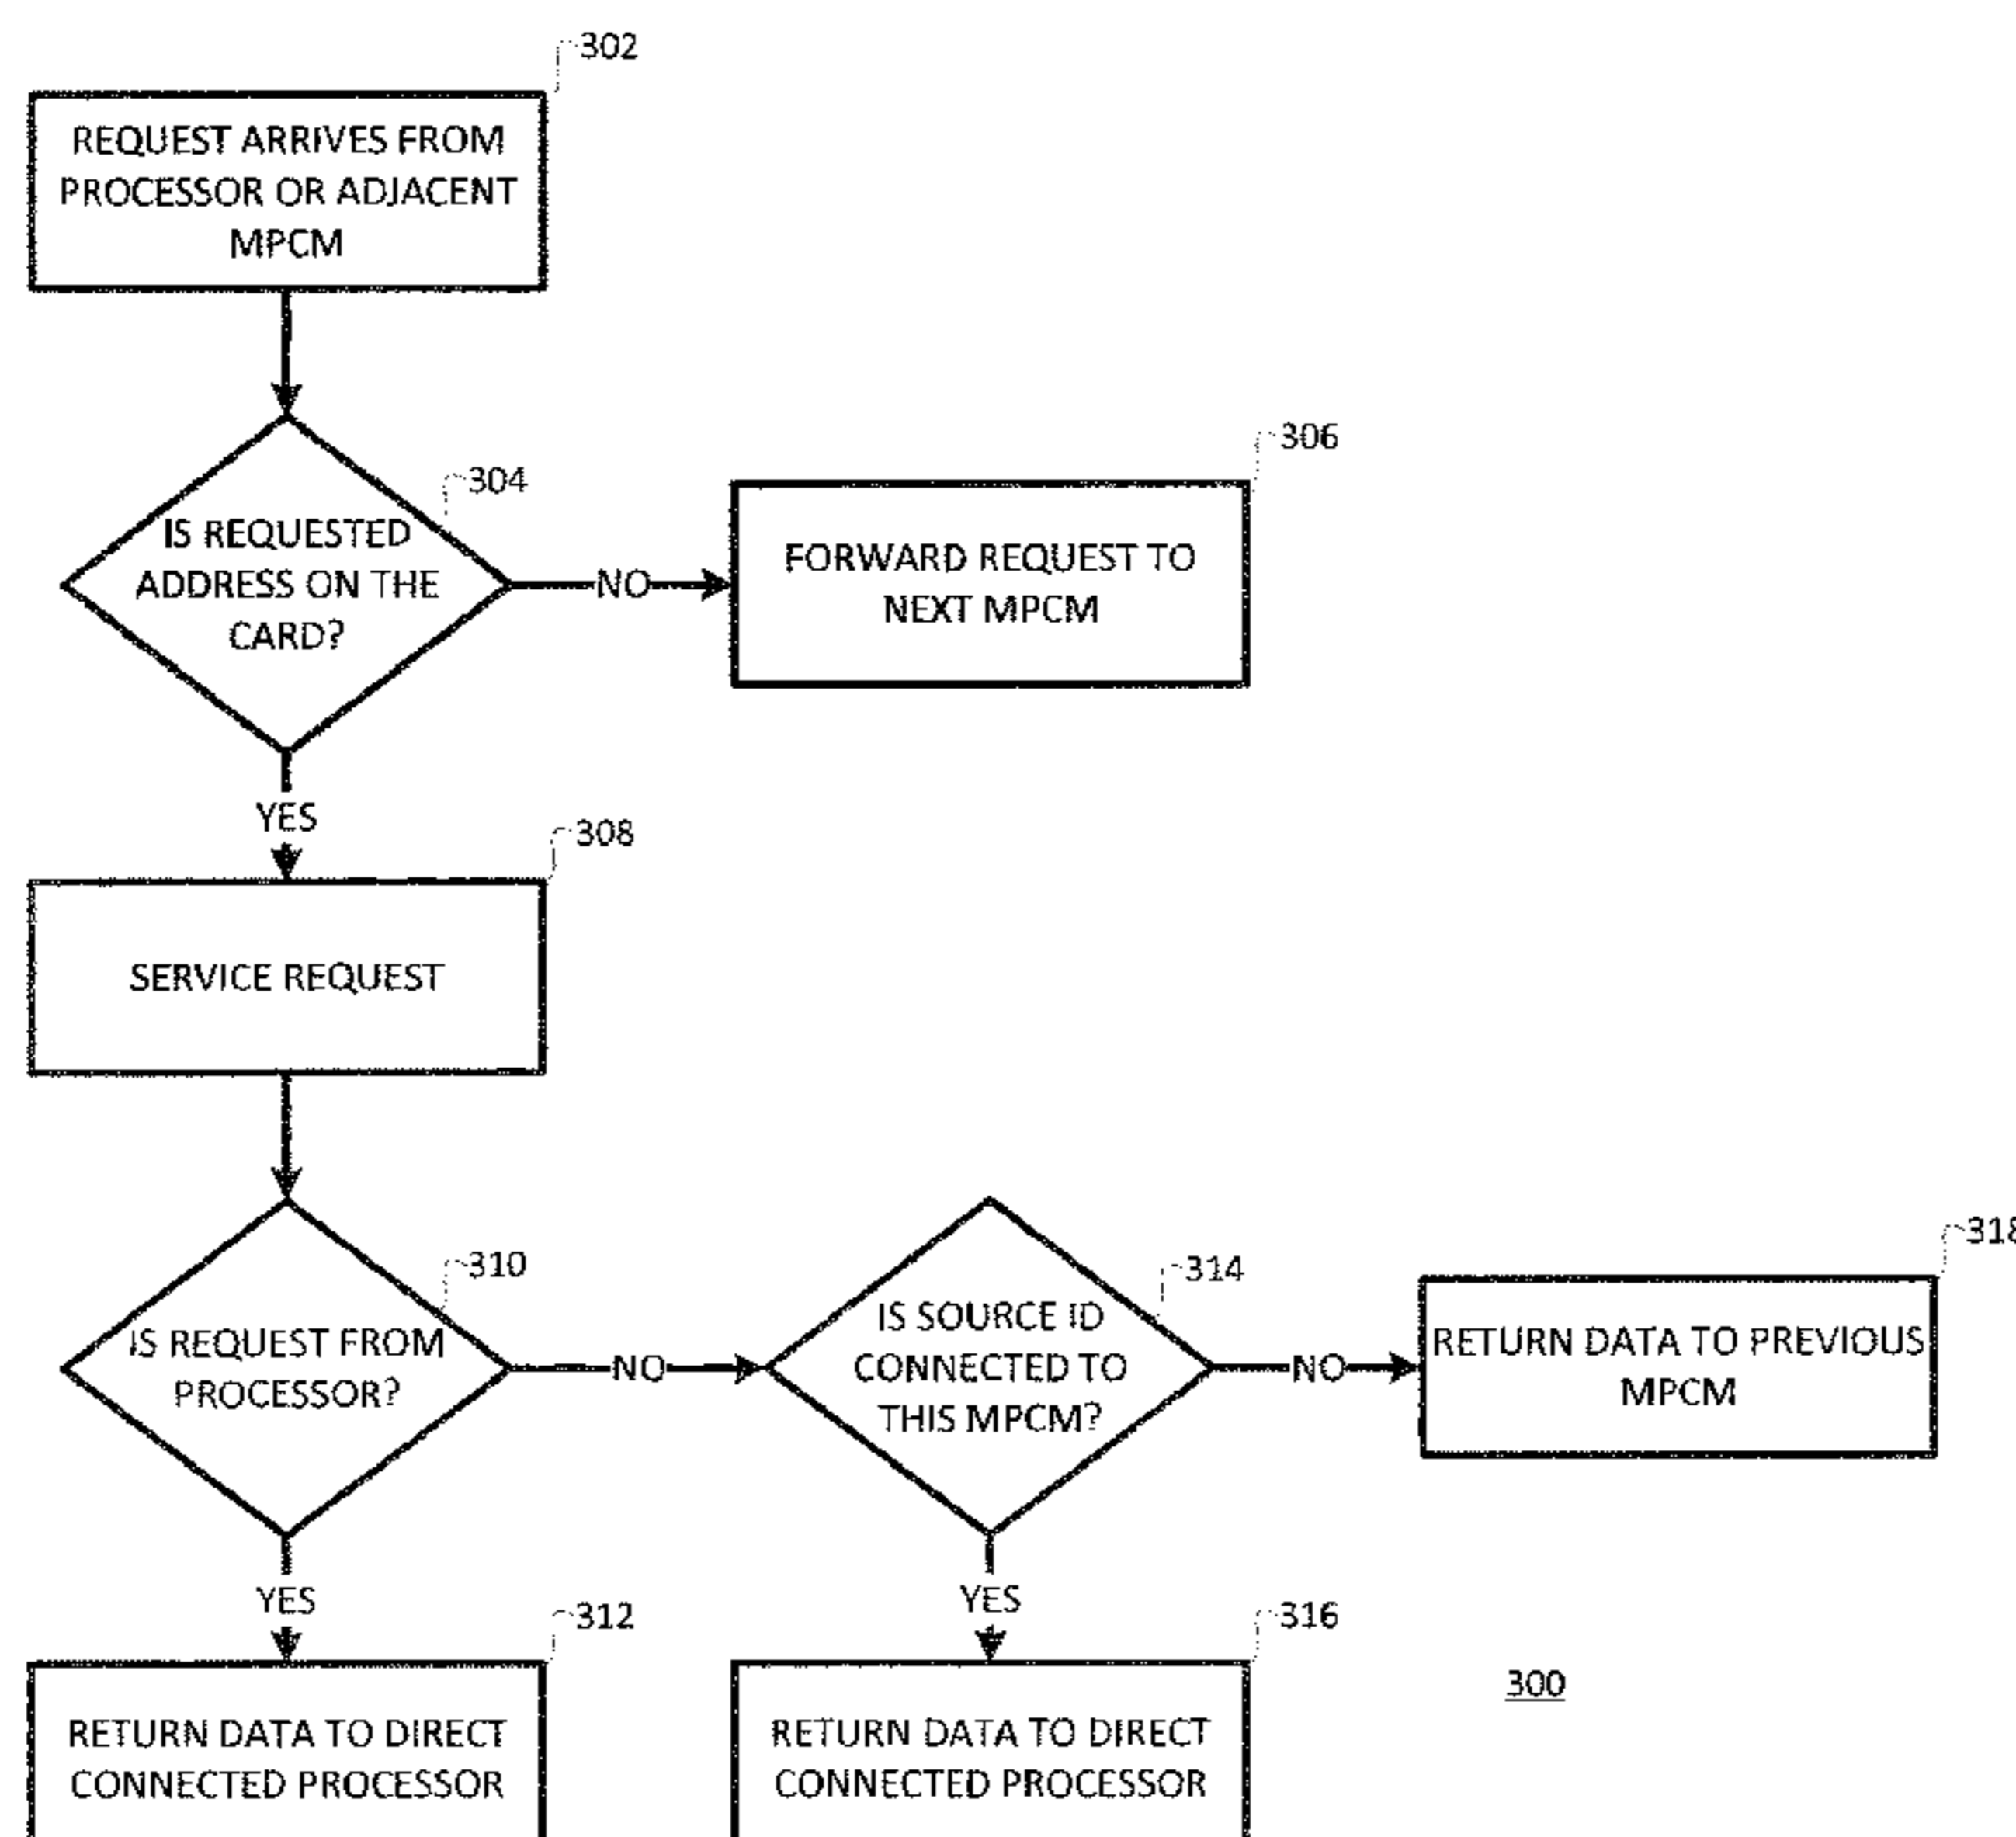 302
REQUEST ARRIVES FROM
PROCESSOR OR ADJACENT
MPCM
304
IS REQUESTED
ADDRESS ON THE
CARD?
NO
306
FORWARD REQUEST TO
NEXT MPCM
YES
308
SERVICE REQUEST
310
IS REQUEST FROM
PROCESSOR?
NO
314
IS SOURCE ID
CONNECTED TO
THIS MPCM?
NO
318
RETURN DATA TO PREVIOUS
MPCM
YES
312
RETURN DATA TO DIRECT
CONNECTED PROCESSOR
YES
316
RETURN DATA TO DIRECT
CONNECTED PROCESSOR
300